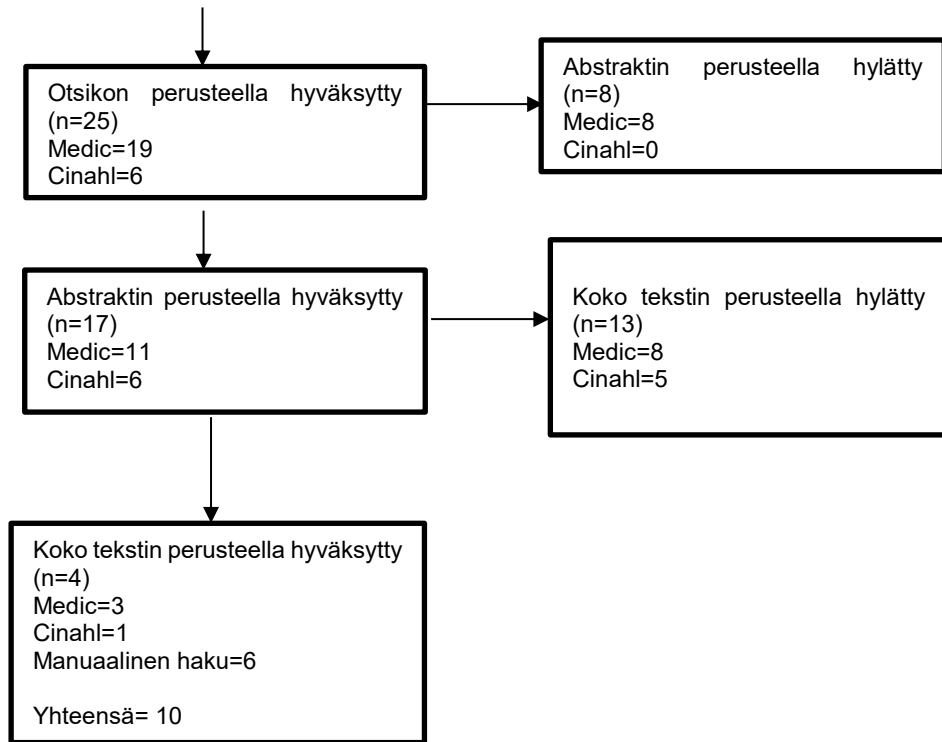 Otsikon perusteella hyväksytty
(n=25)
Medic=19
Cinahl=6
Abstraktin perusteella hylätty
(n=8)
Medic=8
Cinahl=0
Abstraktin perusteella hyväksytty
(n=17)
Medic=11
Cinahl=6
Koko tekstin perusteella hylätty
(n=13)
Medic=8
Cinahl=5
Koko tekstin perusteella hyväksytty
(n=4)
Medic=3
Cinahl=1
Manuaalinen haku=6
Yhteensä= 10